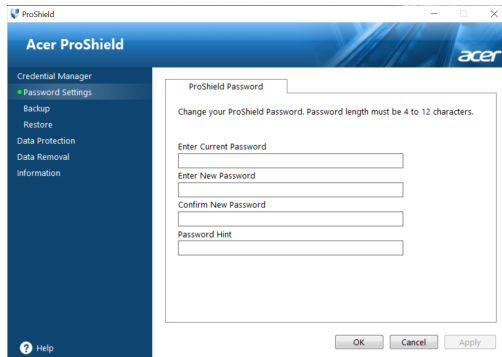 ProShield
Acer ProShield
acer
Credential Manager
Password Settings
Backup
Restore
Data Protection
Data Removal
Information
ProShield Password
Change your ProShield Password. Password length must be 4 to 12 characters.
Enter Current Password
Enter New Password
Confirm New Password
Password Hint
? Help
OK Cancel Apply